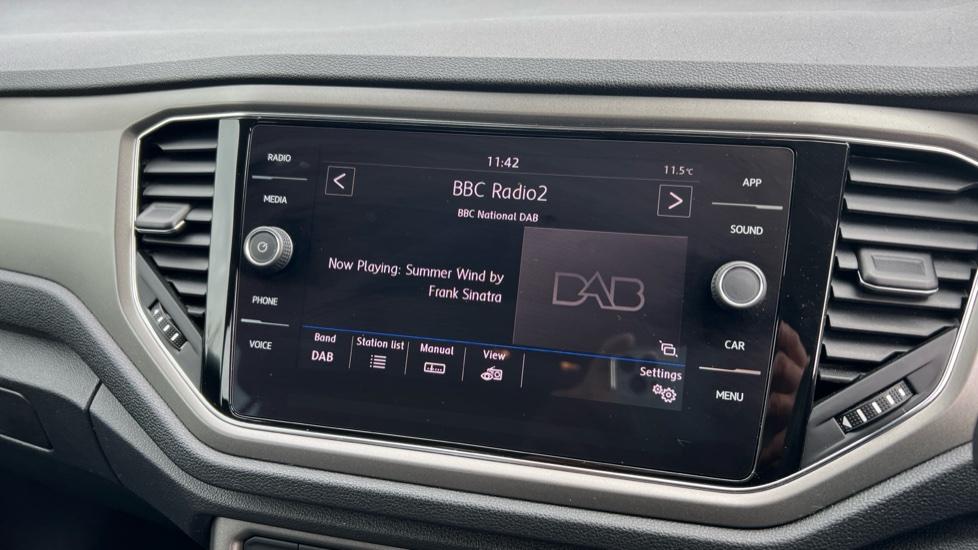 RADIO
MEDIA
PHONE
VOICE
11:42
11.5°C
<
BBC Radio2
>
BBC National DAB
Now Playing: Summer Wind by
Frank Sinatra
DAB
Band
DAB
Station list
Manual
View
Settings
APP
SOUND
CAR
MENU